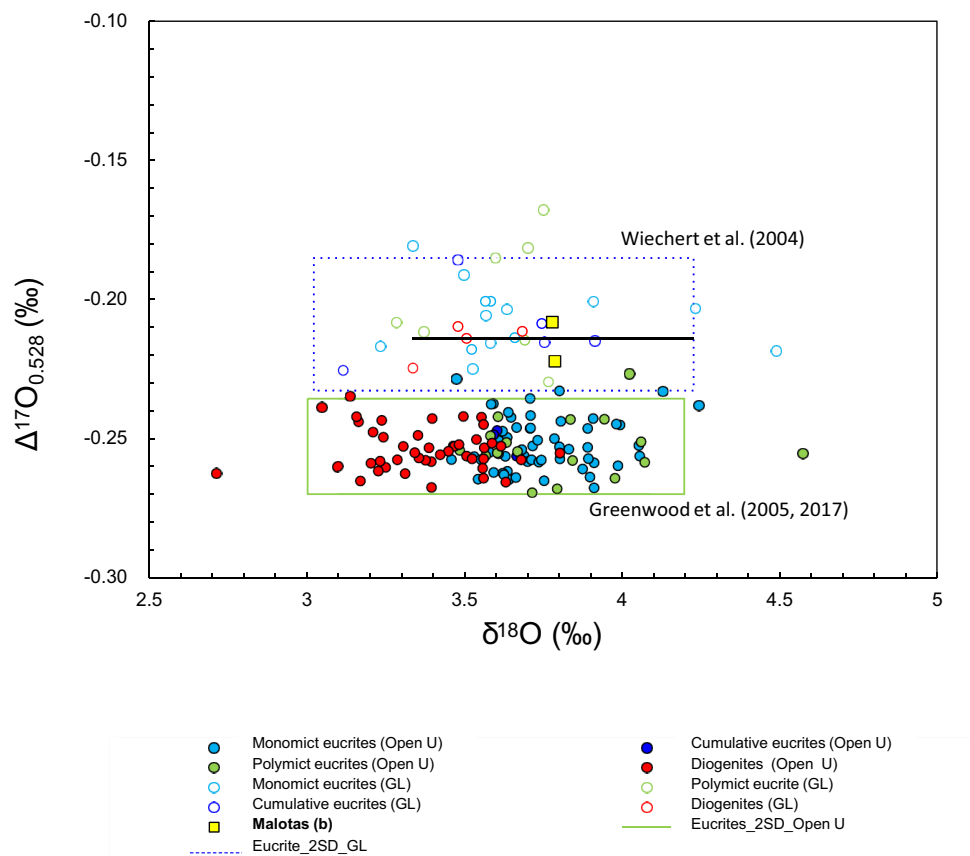 -0.10
-0.15
Wiechert et al. (2004)
-0.20
Δ17O0.528 (‰)
-0.25
Greenwood et al. (2005, 2017)
-0.30
2.5 3 3.5 4 4.5 5
δ18O (‰)
Monomict eucrites (Open U) Cumulative eucrites (Open U)
Polymict eucrites (Open U) Diogenites (Open U)
Monomict eucrites (GL) Polymict eucrite (GL)
Cumulative eucrites (GL) Diogenites (GL)
Malotas (b) Eucrites_2SD_Open U
Eucrite_2SD_GL